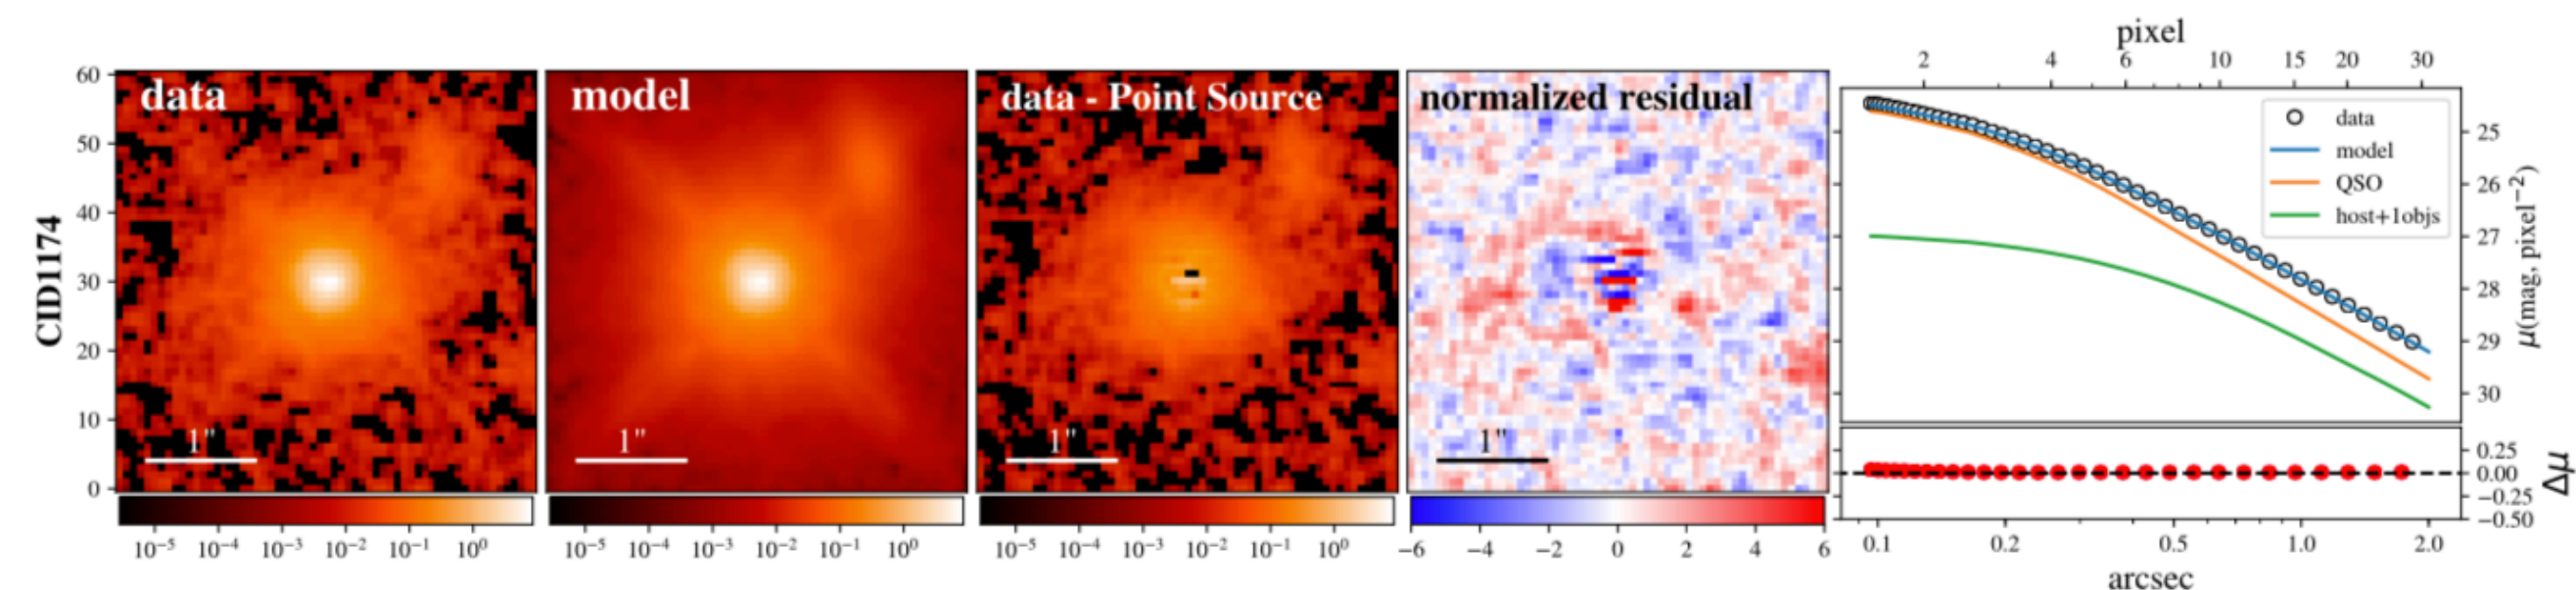 CID1174
60
50
40
30
20
10
0
data
1"
10⁻⁵ 10⁻⁴ 10⁻³ 10⁻² 10⁻¹ 10⁰
model
1"
10⁻⁵ 10⁻⁴ 10⁻³ 10⁻² 10⁻¹ 10⁰
data - Point Source
1"
10⁻⁵ 10⁻⁴ 10⁻³ 10⁻² 10⁻¹ 10⁰
normalized residual
1"
−6 −4 −2 0 2 4 6
pixel
2 4 6 10 15 20 30
data
model
QSO
host+1objs
25
26
27
28
29
30
μ(mag, pixel⁻²)
0.25
0.00
−0.25
−0.50
Δμ
0.1 0.2 0.5 1.0 2.0
arcsec